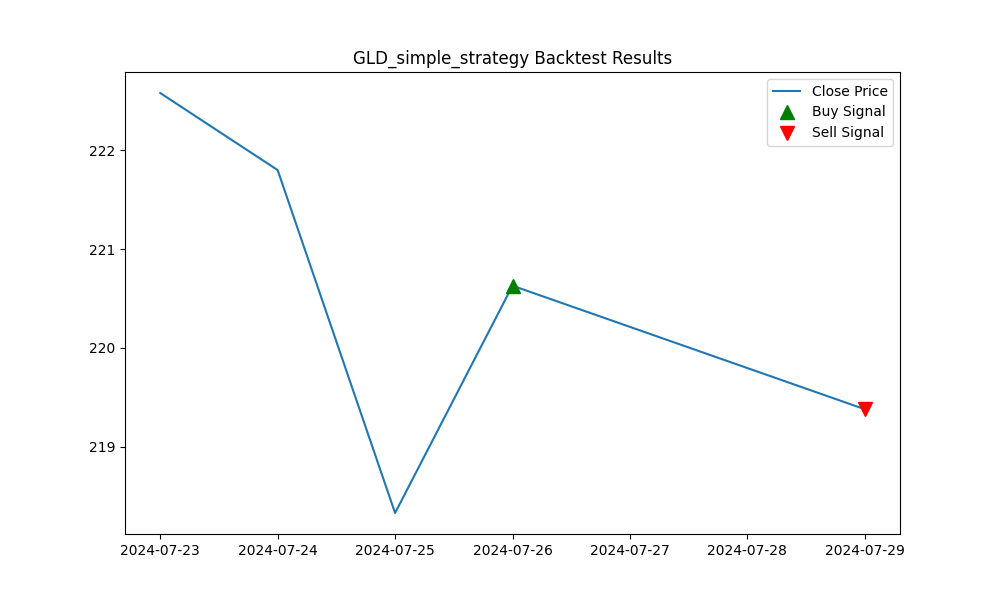 GLD_simple_strategy Backtest Results
Close Price
Buy Signal
Sell Signal
222
221
220
219
2024-07-23 2024-07-24 2024-07-25 2024-07-26 2024-07-27 2024-07-28 2024-07-29